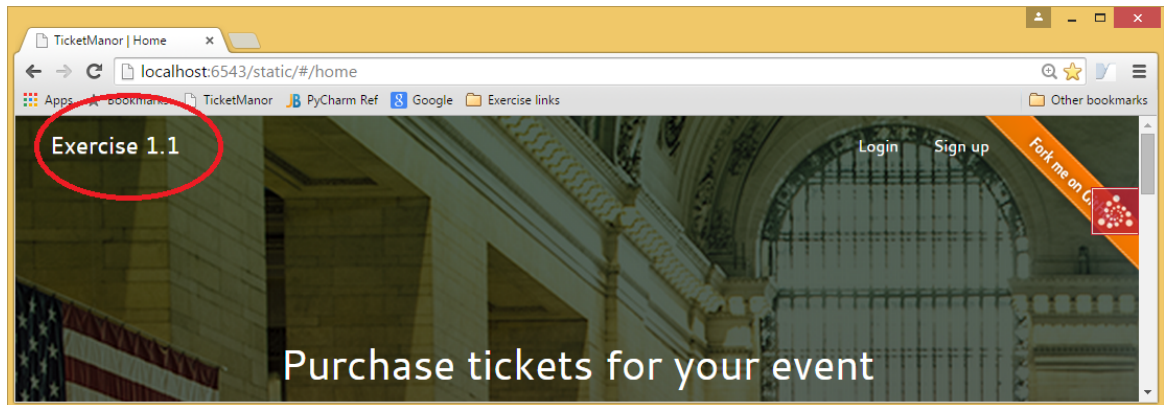 TicketManor | Home
localhost:6543/static/#/home
Apps Bookmarks TicketManor PyCharm Ref Google Exercise links Other bookmarks
Exercise 1.1 Login Sign up
Fork me on
Purchase tickets for your event